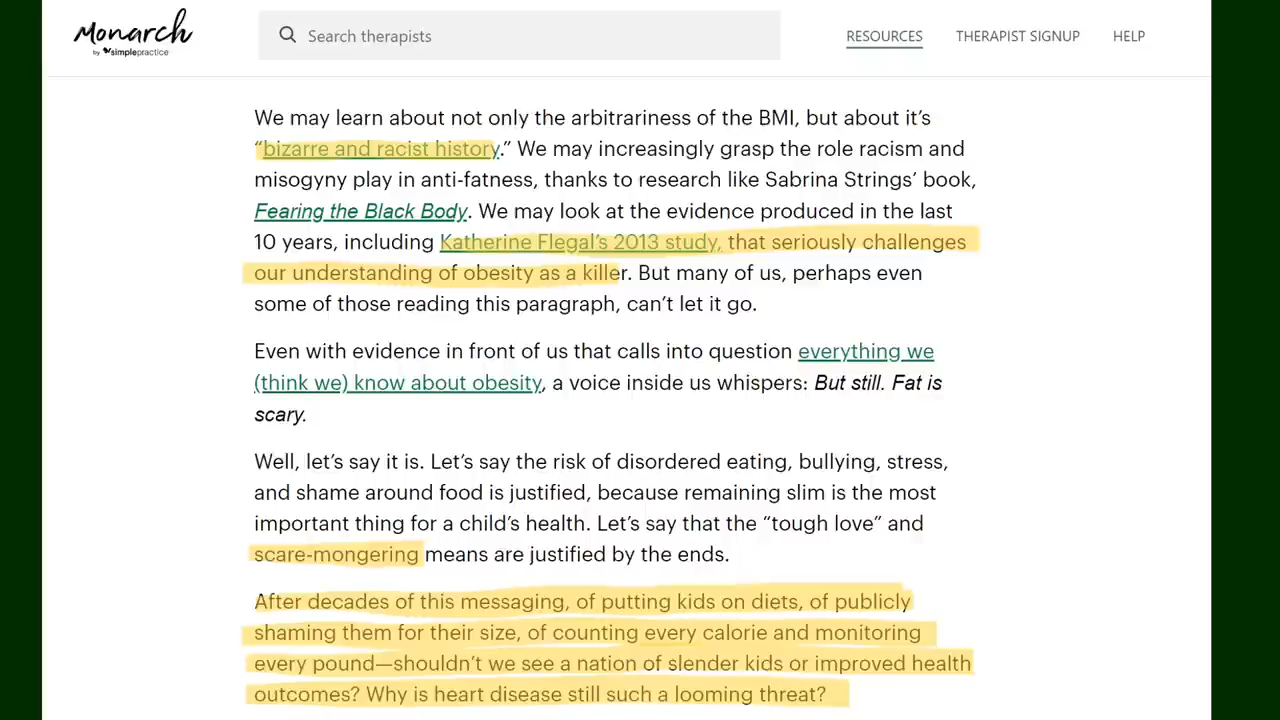 Monarch
by simplepractice
Search therapists
RESOURCES
THERAPIST SIGNUP
HELP
We may learn about not only the arbitrariness of the BMI, but about it’s
“bizarre and racist history.” We may increasingly grasp the role racism and
misogyny play in anti-fatness, thanks to research like Sabrina Strings’ book,
Fearing the Black Body. We may look at the evidence produced in the last
10 years, including Katherine Flegal’s 2013 study, that seriously challenges
our understanding of obesity as a killer. But many of us, perhaps even
some of those reading this paragraph, can’t let it go.
Even with evidence in front of us that calls into question everything we
(think we) know about obesity, a voice inside us whispers: But still. Fat is
scary.
Well, let’s say it is. Let’s say the risk of disordered eating, bullying, stress,
and shame around food is justified, because remaining slim is the most
important thing for a child’s health. Let’s say that the “tough love” and
scare-mongering means are justified by the ends.
After decades of this messaging, of putting kids on diets, of publicly
shaming them for their size, of counting every calorie and monitoring
every pound—shouldn’t we see a nation of slender kids or improved health
outcomes? Why is heart disease still such a looming threat?